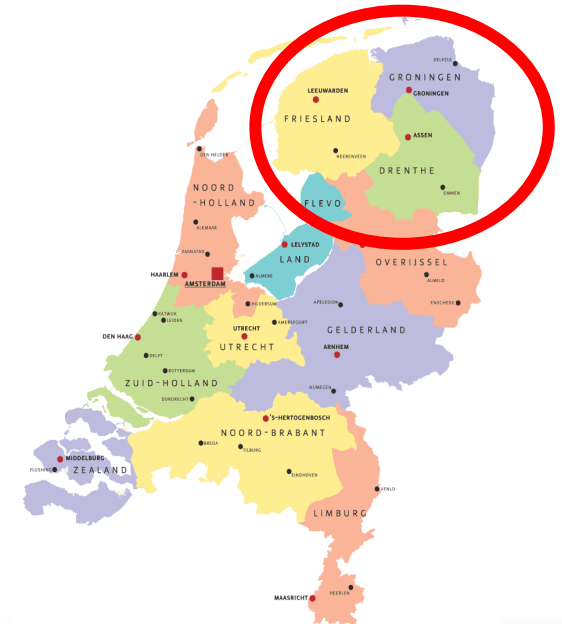 DELFZIJL
GRONINGEN
GRONINGEN
LEEUWARDEN
FRIESLAND
ASSEN
HEERENVEEN
DRENTHE
EMMEN
DEN HELDER
NOORD
-HOLLAND
FLEVO
LAND
ALKMAAR
ZAANSTAD
LELYSTAD
OVERIJSSEL
HAARLEM
AMSTERDAM
ALMERE
ALMELO
ENSCHEDE
APELDOORN
HILVERSUM
KATWIJK
LEIDEN
AMERSFOORT
GELDERLAND
UTRECHT
UTRECHT
DEN HAAG
DELFT
ARNHEM
ROTTERDAM
ZUID-HOLLAND
NIJMEGEN
DORDRECHT
'S-HERTOGENBOSCH
NOORD-BRABANT
BREDA
TILBURG
MIDDELBURG
ZEALAND
EINDHOVEN
VENLO
LIMBURG
HEERLEN
MAASRICHT